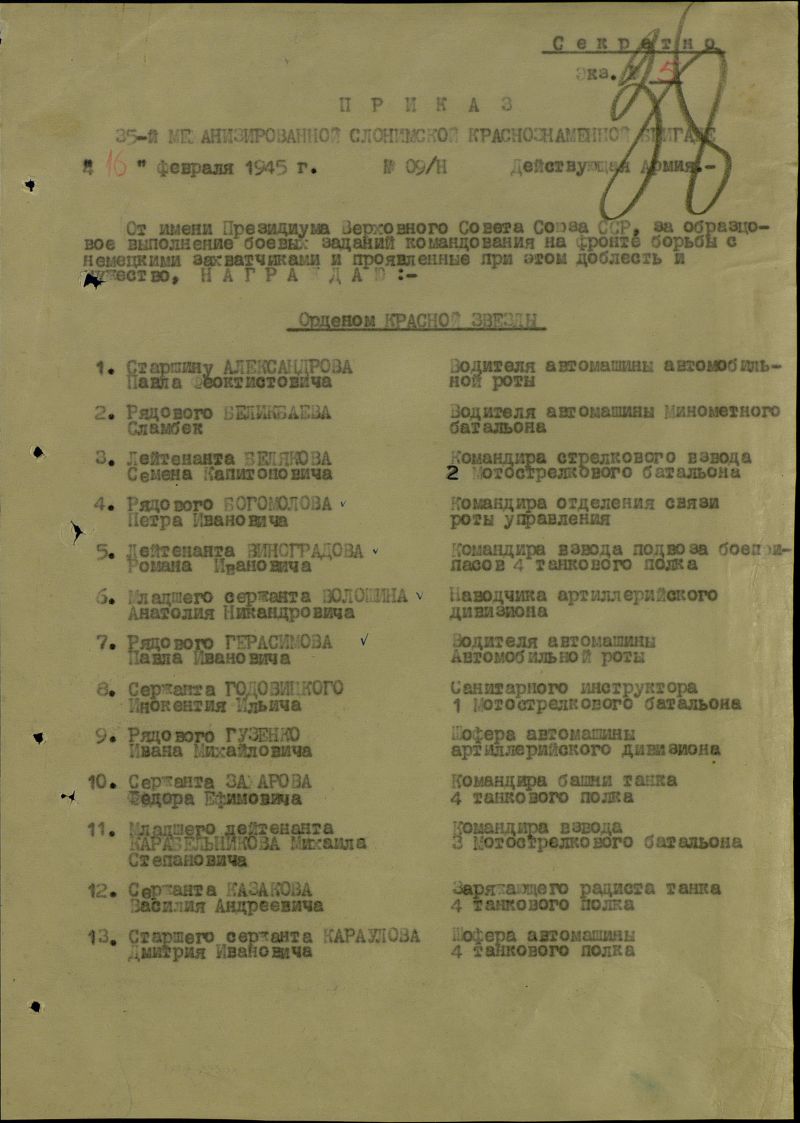 Секретно
Экз. № 5
38
ПРИКАЗ
35-й МЕХАНИЗИРОВАННОЙ СЛОНИМСКОЙ КРАСНОЗНАМЕННОЙ БРИГАДЕ
" 16 " февраля 1945 г. № 09/Н Действующая Армия.-
От имени Президиума Верховного Совета Союза ССР, за образцо-
вое выполнение боевых заданий командования на фронте борьбы с
немецкими захватчиками и проявленные при этом доблесть и
мужество, НАГРАЖДАЮ:-
Орденом КРАСНОЙ ЗВЕЗДЫ
1. Старшину АЛЕКСАНДРОВА Водителя автомашины автомобиль-
Павла Феоктистовича ной роты
2. Рядового БЕЛИКБАЕВА Водителя автомашины Минометного
Сламбек батальона
3. Лейтенанта БЕЛЯКОВА Командира стрелкового взвода
Семена Капитоновича 2 Мотострелкового батальона
4. Рядового БОГОМОЛОВА Командира отделения связи
Петра Ивановича роты управления
5. Лейтенанта ВИНОГРАДОВА Командира взвода подвоза боепри-
Романа Ивановича пасов 4 танкового полка
6. Младшего сержанта ВОЛОШИНА Наводчика артиллерийского
Анатолия Никандровича дивизиона
7. Рядового ГЕРАСИМОВА Водителя автомашины
Павла Ивановича Автомобильной роты
8. Сержанта ГОДОВИЦКОГО Санитарного инструктора
Инокентия Ильича 1 Мотострелкового батальона
9. Рядового ГУЗЕНКО Шофера автомашины
Ивана Михайловича артиллерийского дивизиона
10. Сержанта ЗАХАРОВА Командира башни танка
Федора Ефимовича 4 танкового полка
11. Младшего лейтенанта Командира взвода
КАРАБЕЛЬНИКОВА Михаила 3 Мотострелкового батальона
Степановича
12. Сержанта КАЗАКОВА Заряжающего радиста танка
Василия Андреевича 4 танкового полка
13. Старшего сержанта КАРАУЛОВА Шофера автомашины
Дмитрия Ивановича 4 танкового полка